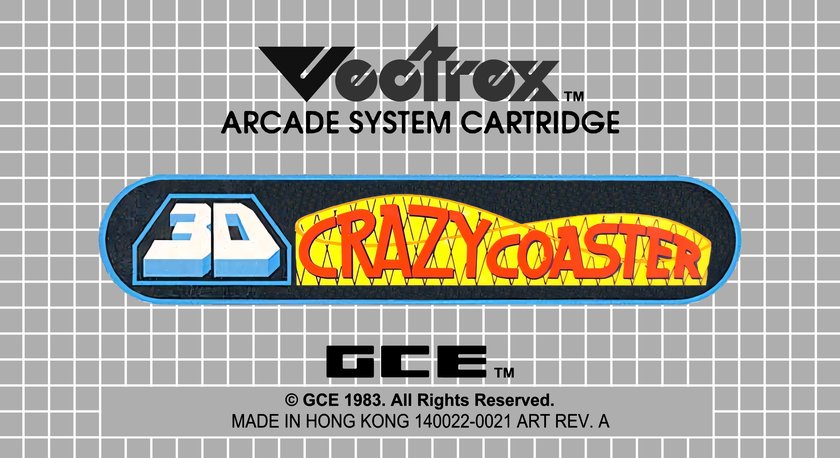 Vectrex™
ARCADE SYSTEM CARTRIDGE
3D CRAZY COASTER
GCE™
© GCE 1983. All Rights Reserved.
MADE IN HONG KONG 140022-0021 ART REV. A